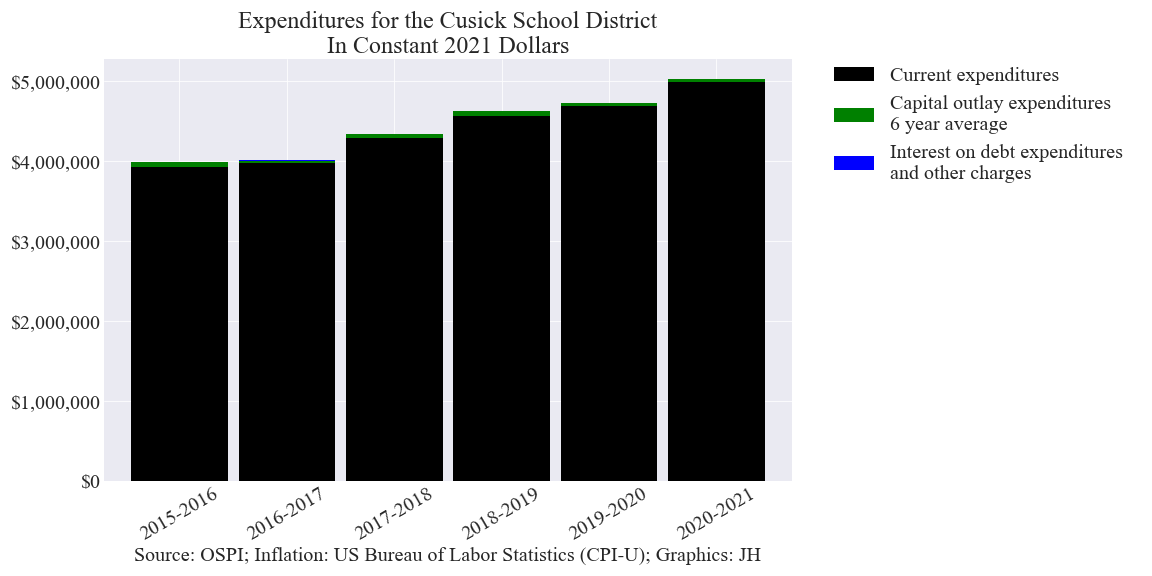 Expenditures for the Cusick School District
In Constant 2021 Dollars
$5,000,000
$4,000,000
$3,000,000
$2,000,000
$1,000,000
$0
2015-2016
2016-2017
2017-2018
2018-2019
2019-2020
2020-2021
Source: OSPI; Inflation: US Bureau of Labor Statistics (CPI-U); Graphics: JH
Current expenditures
Capital outlay expenditures
6 year average
Interest on debt expenditures
and other charges